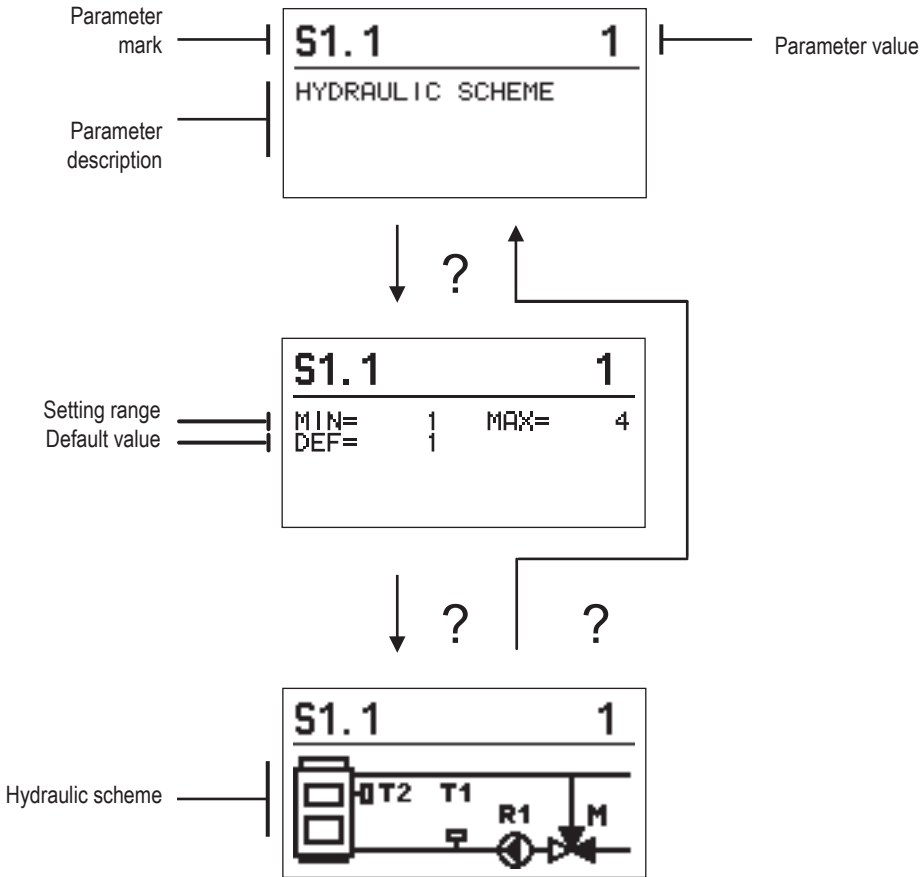 Parameter
mark
S1.1 1
Parameter value
HYDRAULIC SCHEME
Parameter
description
?
S1.1 1
Setting range
MIN= 1 MAX= 4
Default value
DEF= 1
? ?
S1.1 1
Hydraulic scheme
T2 T1
R1 M